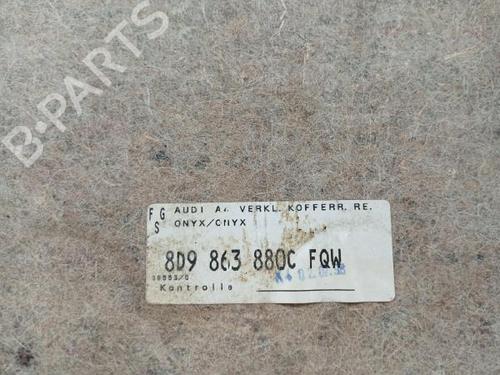 B-PARTS
F G AUDI A4 VERKL. KOFFERR. RE.
S ONYX/ONYX
8D9 863 880C FQW
Kontrolle